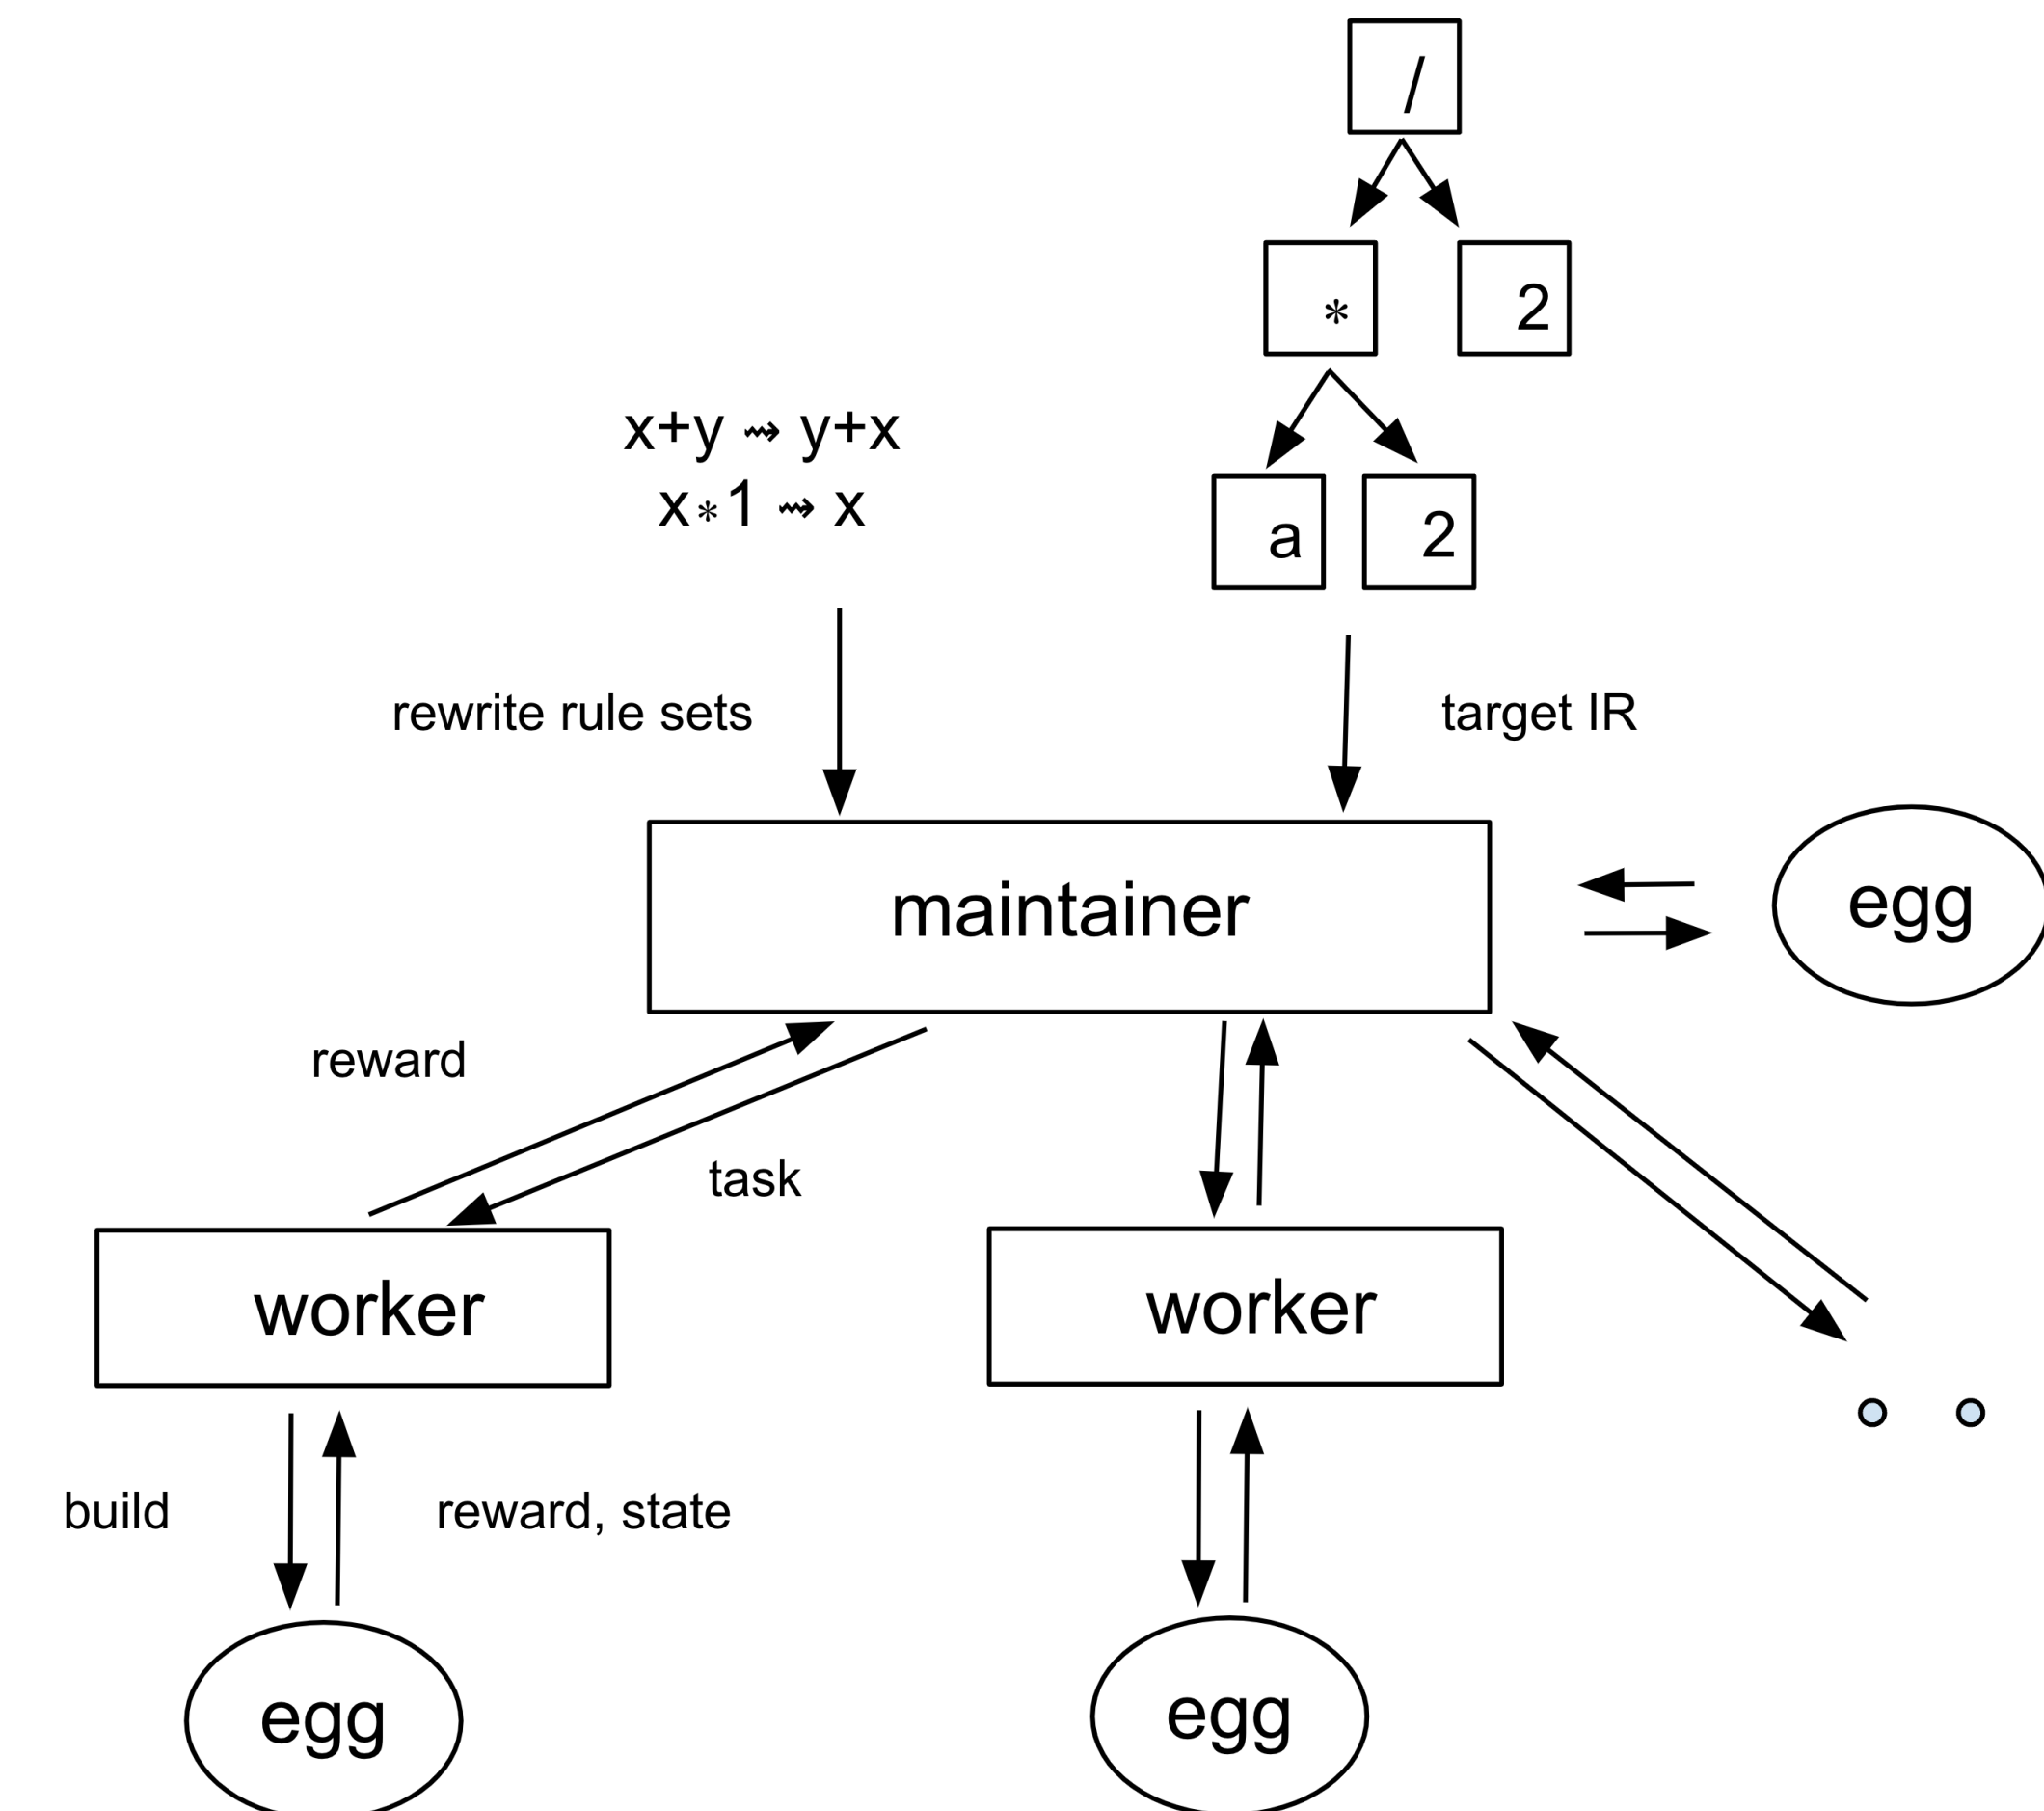 /
* 2
x+y ⇝ y+x
x*1 ⇝ x
a 2
rewrite rule sets
target IR
maintainer
egg
reward
task
worker
worker
build
reward, state
egg
egg